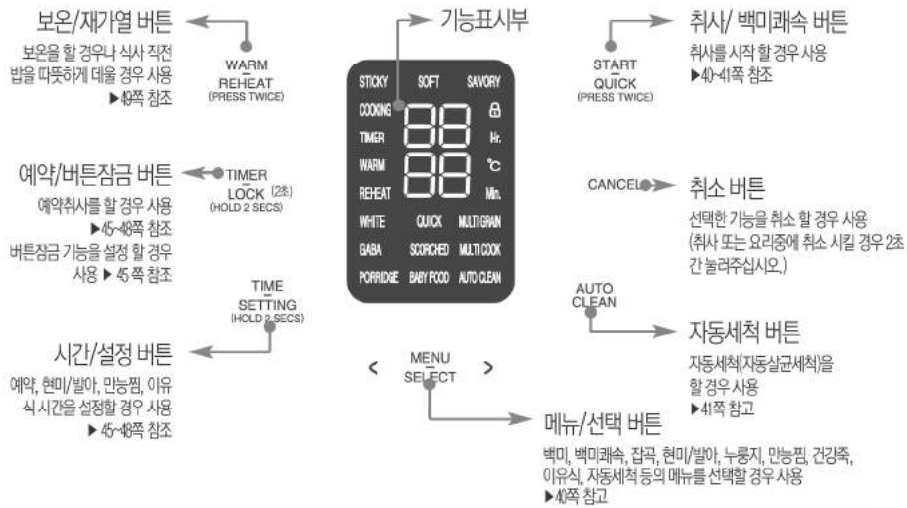 보온/재가열 버튼
보온을 할 경우나 식사 직전
밥을 따뜻하게 데울 경우 사용
▶49쪽 참조
WARM
REHEAT
(PRESS TWICE)
예약/버튼잠금 버튼
예약취사를 할 경우 사용
▶45~48쪽 참조
버튼잠금 기능을 설정 할 경우
사용 ▶ 45쪽 참조
TIMER
LOCK (2초)
(HOLD 2 SECS)
TIME
SETTING
(HOLD 2 SECS)
시간/설정 버튼
예약, 현미/발아, 만능찜, 이유
식 시간을 설정할 경우 사용
▶ 45~48쪽 참조
기능표시부
STICKY SOFT SAVORY
COOKING 88
TIMER Hr.
WARM 88 °C
REHEAT Min.
WHITE QUICK MULTI GRAIN
GABA SCORCHED MULTI COOK
PORRIDGE BABY FOOD AUTO CLEAN
< MENU >
SELECT
START
QUICK
(PRESS TWICE)
취사/ 백미쾌속 버튼
취사를 시작 할 경우 사용
▶40~41쪽 참조
CANCEL
취소 버튼
선택한 기능을 취소 할 경우 사용
(취사 또는 요리중에 취소 시킬 경우 2초
간 눌러주십시오.)
AUTO
CLEAN
자동세척 버튼
자동세척(자동살균세척)을
할 경우 사용
▶41쪽 참고
메뉴/선택 버튼
백미, 백미쾌속, 잡곡, 현미/발아, 누룽지, 만능찜, 건강죽,
이유식, 자동세척 등의 메뉴를 선택할 경우 사용
▶40쪽 참고